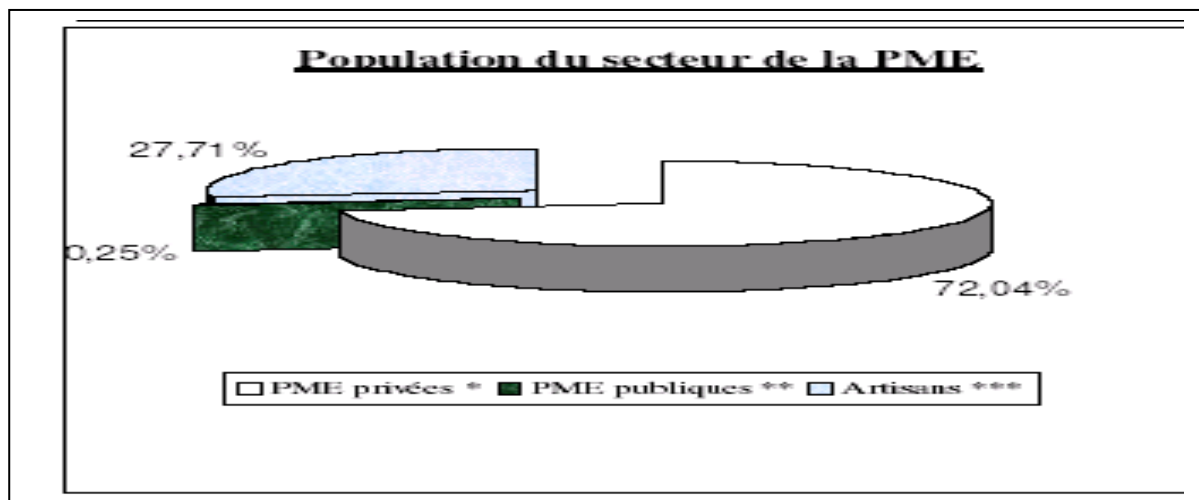 Population du secteur de la PME
27,71%
0,25%
72,04%
PME privées * PME publiques ** Artisans ***